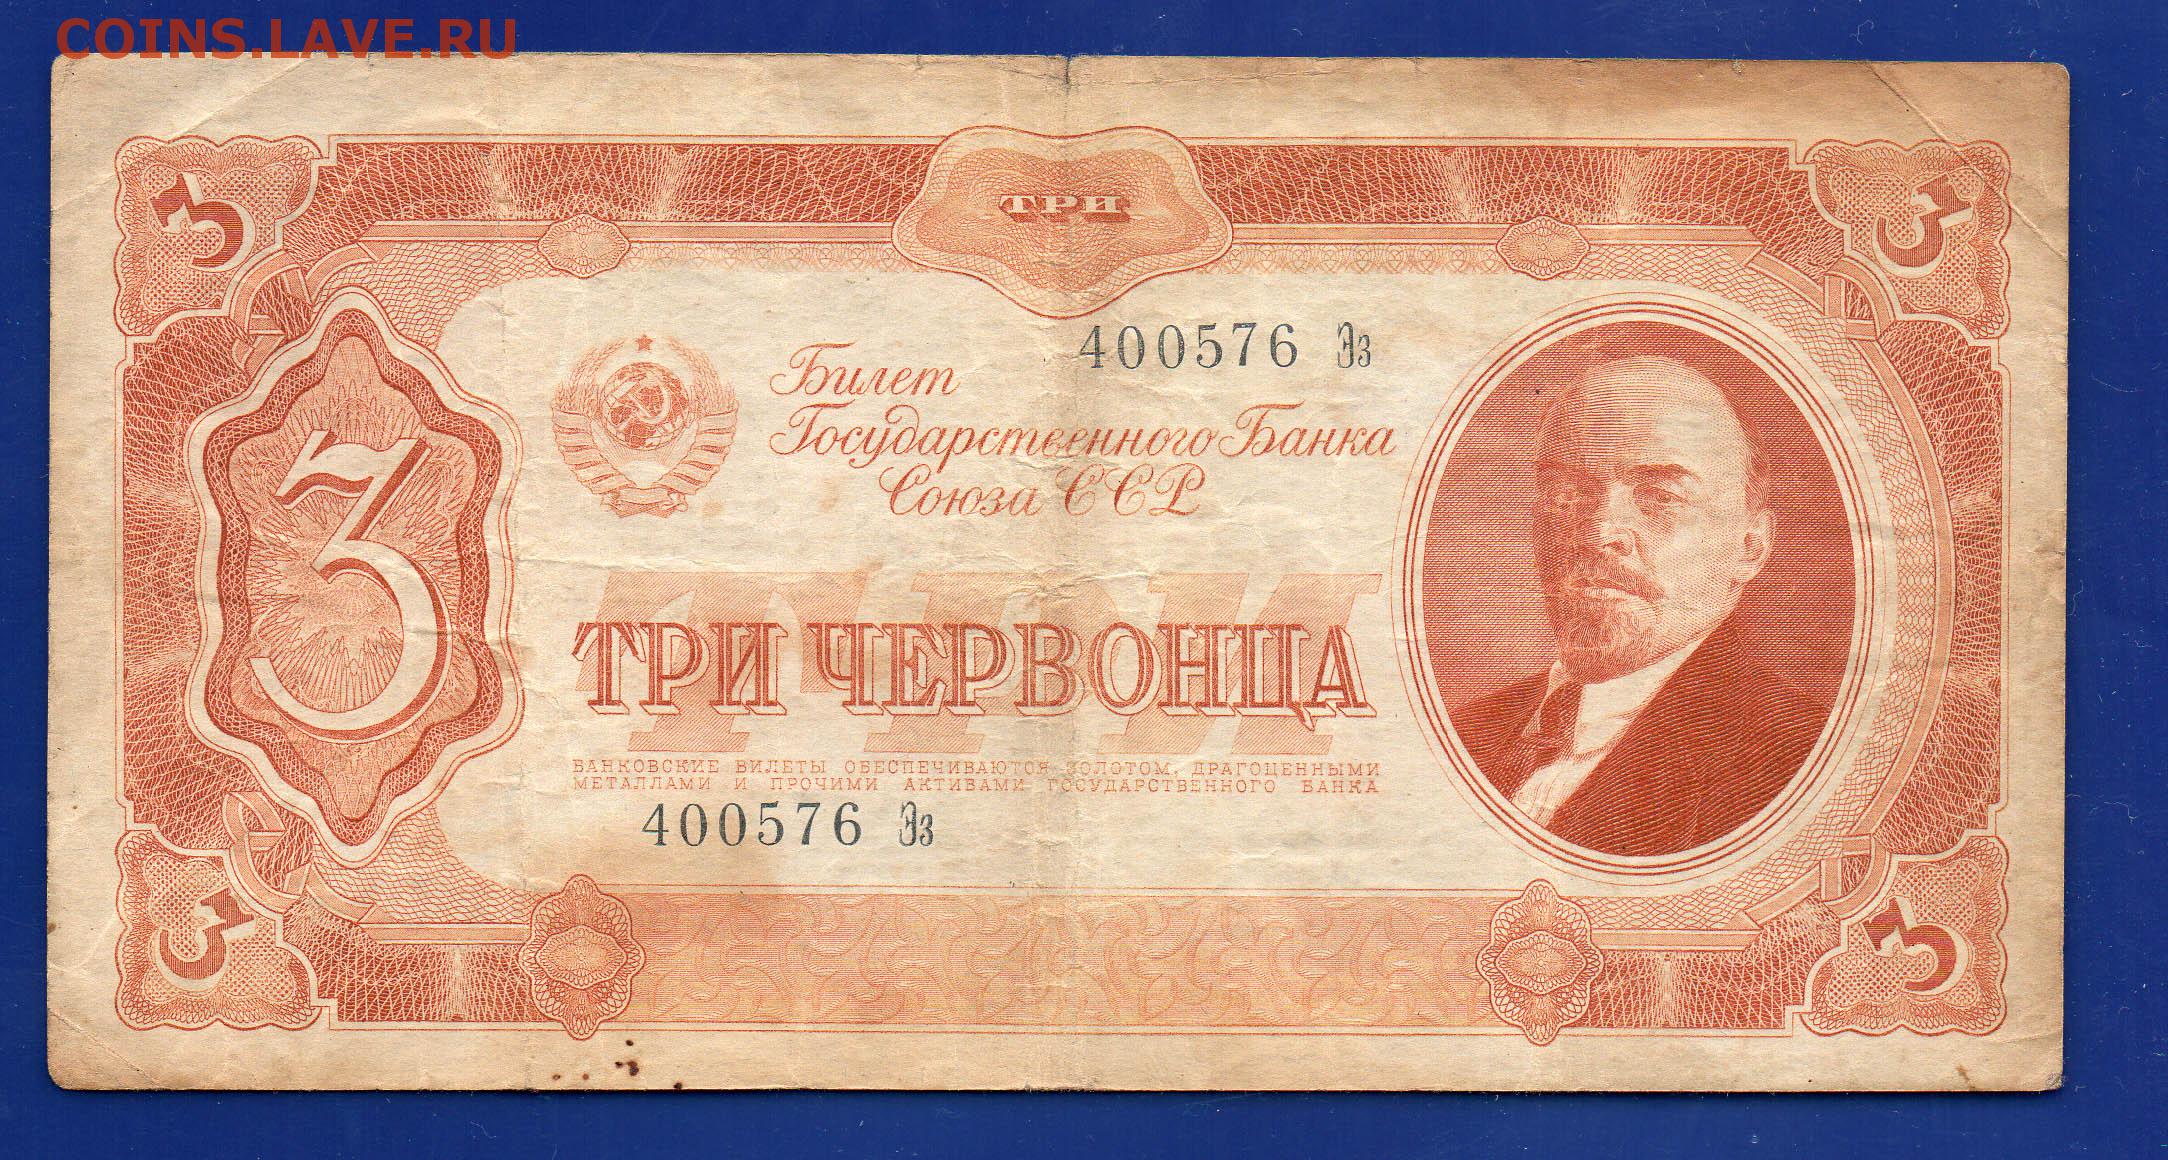 COINS.LAVE.RU
3 ТРИ 3
400576 Эз
3
Билет
Государственного Банка
Союза ССР
ТРИ
ТРИ ЧЕРВОНЦА
БАНКОВСКИЕ БИЛЕТЫ ОБЕСПЕЧИВАЮТСЯ ЗОЛОТОМ, ДРАГОЦЕННЫМИ
МЕТАЛЛАМИ И ПРОЧИМИ АКТИВАМИ ГОСУДАРСТВЕННОГО БАНКА
400576 Эз
3 3